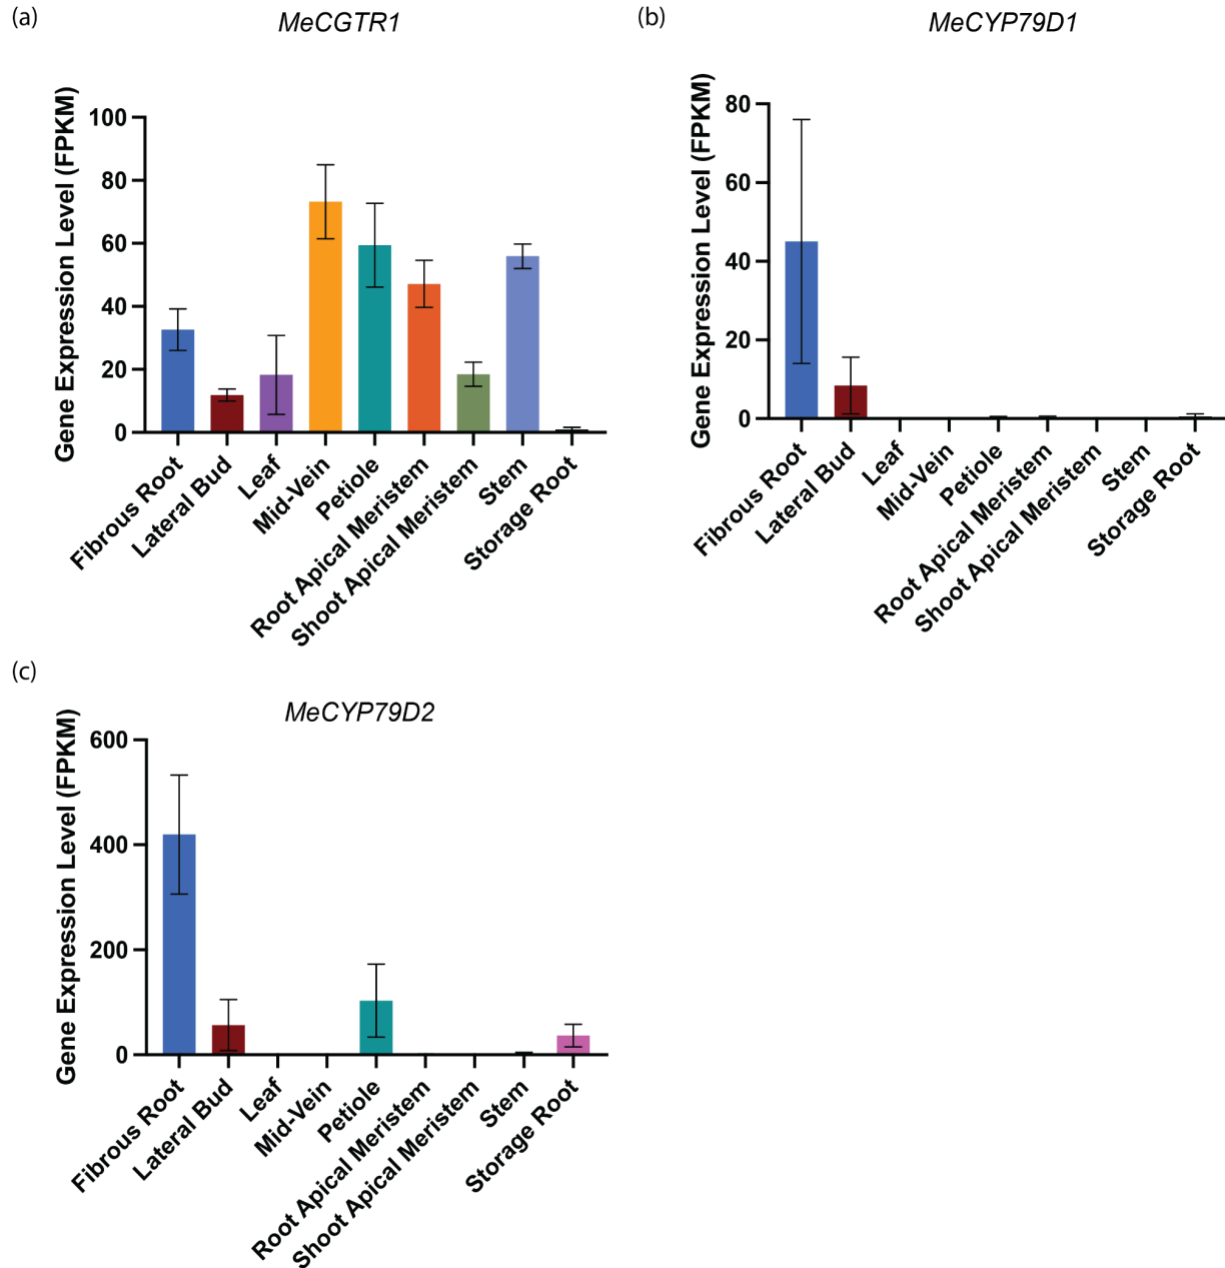 (a)
MeCGTR1
Gene Expression Level (FPKM)
100
80
60
40
20
0
Fibrous Root
Lateral Bud
Leaf
Mid-Vein
Petiole
Root Apical Meristem
Shoot Apical Meristem
Stem
Storage Root
(b)
MeCYP79D1
Gene Expression Level (FPKM)
80
60
40
20
0
Fibrous Root
Lateral Bud
Leaf
Mid-Vein
Petiole
Root Apical Meristem
Shoot Apical Meristem
Stem
Storage Root
(c)
MeCYP79D2
Gene Expression Level (FPKM)
600
400
200
0
Fibrous Root
Lateral Bud
Leaf
Mid-Vein
Petiole
Root Apical Meristem
Shoot Apical Meristem
Stem
Storage Root